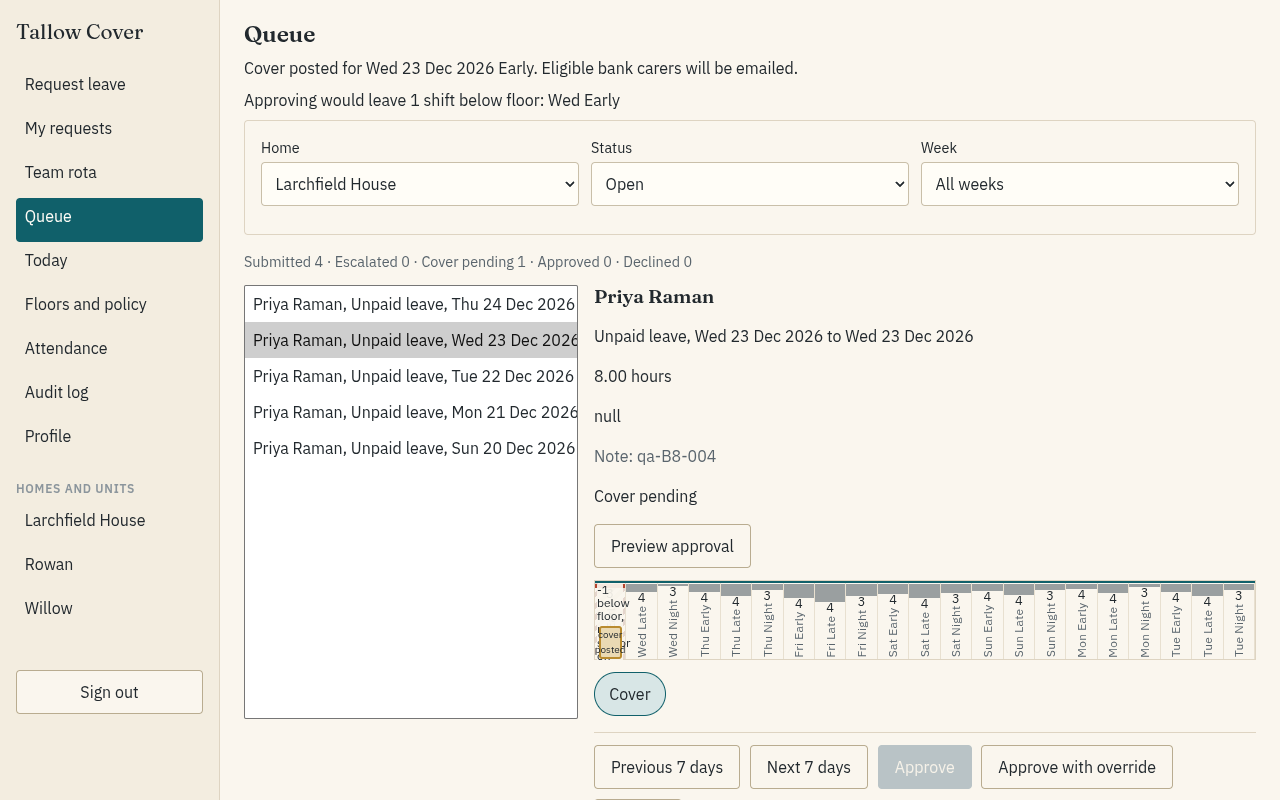 Tallow Cover
Request leave
My requests
Team rota
Queue
Today
Floors and policy
Attendance
Audit log
Profile
HOMES AND UNITS
Larchfield House
Rowan
Willow
Sign out
Queue
Cover posted for Wed 23 Dec 2026 Early. Eligible bank carers will be emailed.
Approving would leave 1 shift below floor: Wed Early
Home
Status
Week
Larchfield House
Open
All weeks
Submitted 4 · Escalated 0 · Cover pending 1 · Approved 0 · Declined 0
Priya Raman, Unpaid leave, Thu 24 Dec 2026
Priya Raman, Unpaid leave, Wed 23 Dec 2026
Priya Raman, Unpaid leave, Tue 22 Dec 2026
Priya Raman, Unpaid leave, Mon 21 Dec 2026
Priya Raman, Unpaid leave, Sun 20 Dec 2026
Priya Raman
Unpaid leave, Wed 23 Dec 2026 to Wed 23 Dec 2026
8.00 hours
null
Note: qa-B8-004
Cover pending
Preview approval
-1
below
floor,
cover
posted
4 Wed Late
3 Wed Night
4 Thu Early
4 Thu Late
3 Thu Night
4 Fri Early
4 Fri Late
3 Fri Night
4 Sat Early
4 Sat Late
3 Sat Night
4 Sun Early
4 Sun Late
3 Sun Night
4 Mon Early
4 Mon Late
3 Mon Night
4 Tue Early
4 Tue Late
3 Tue Night
Cover
Previous 7 days
Next 7 days
Approve
Approve with override